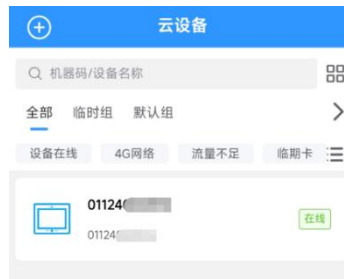 云设备
机器码/设备名称
全部 临时组 默认组
设备在线 4G网络 流量不足 临期卡
01124
在线
01124